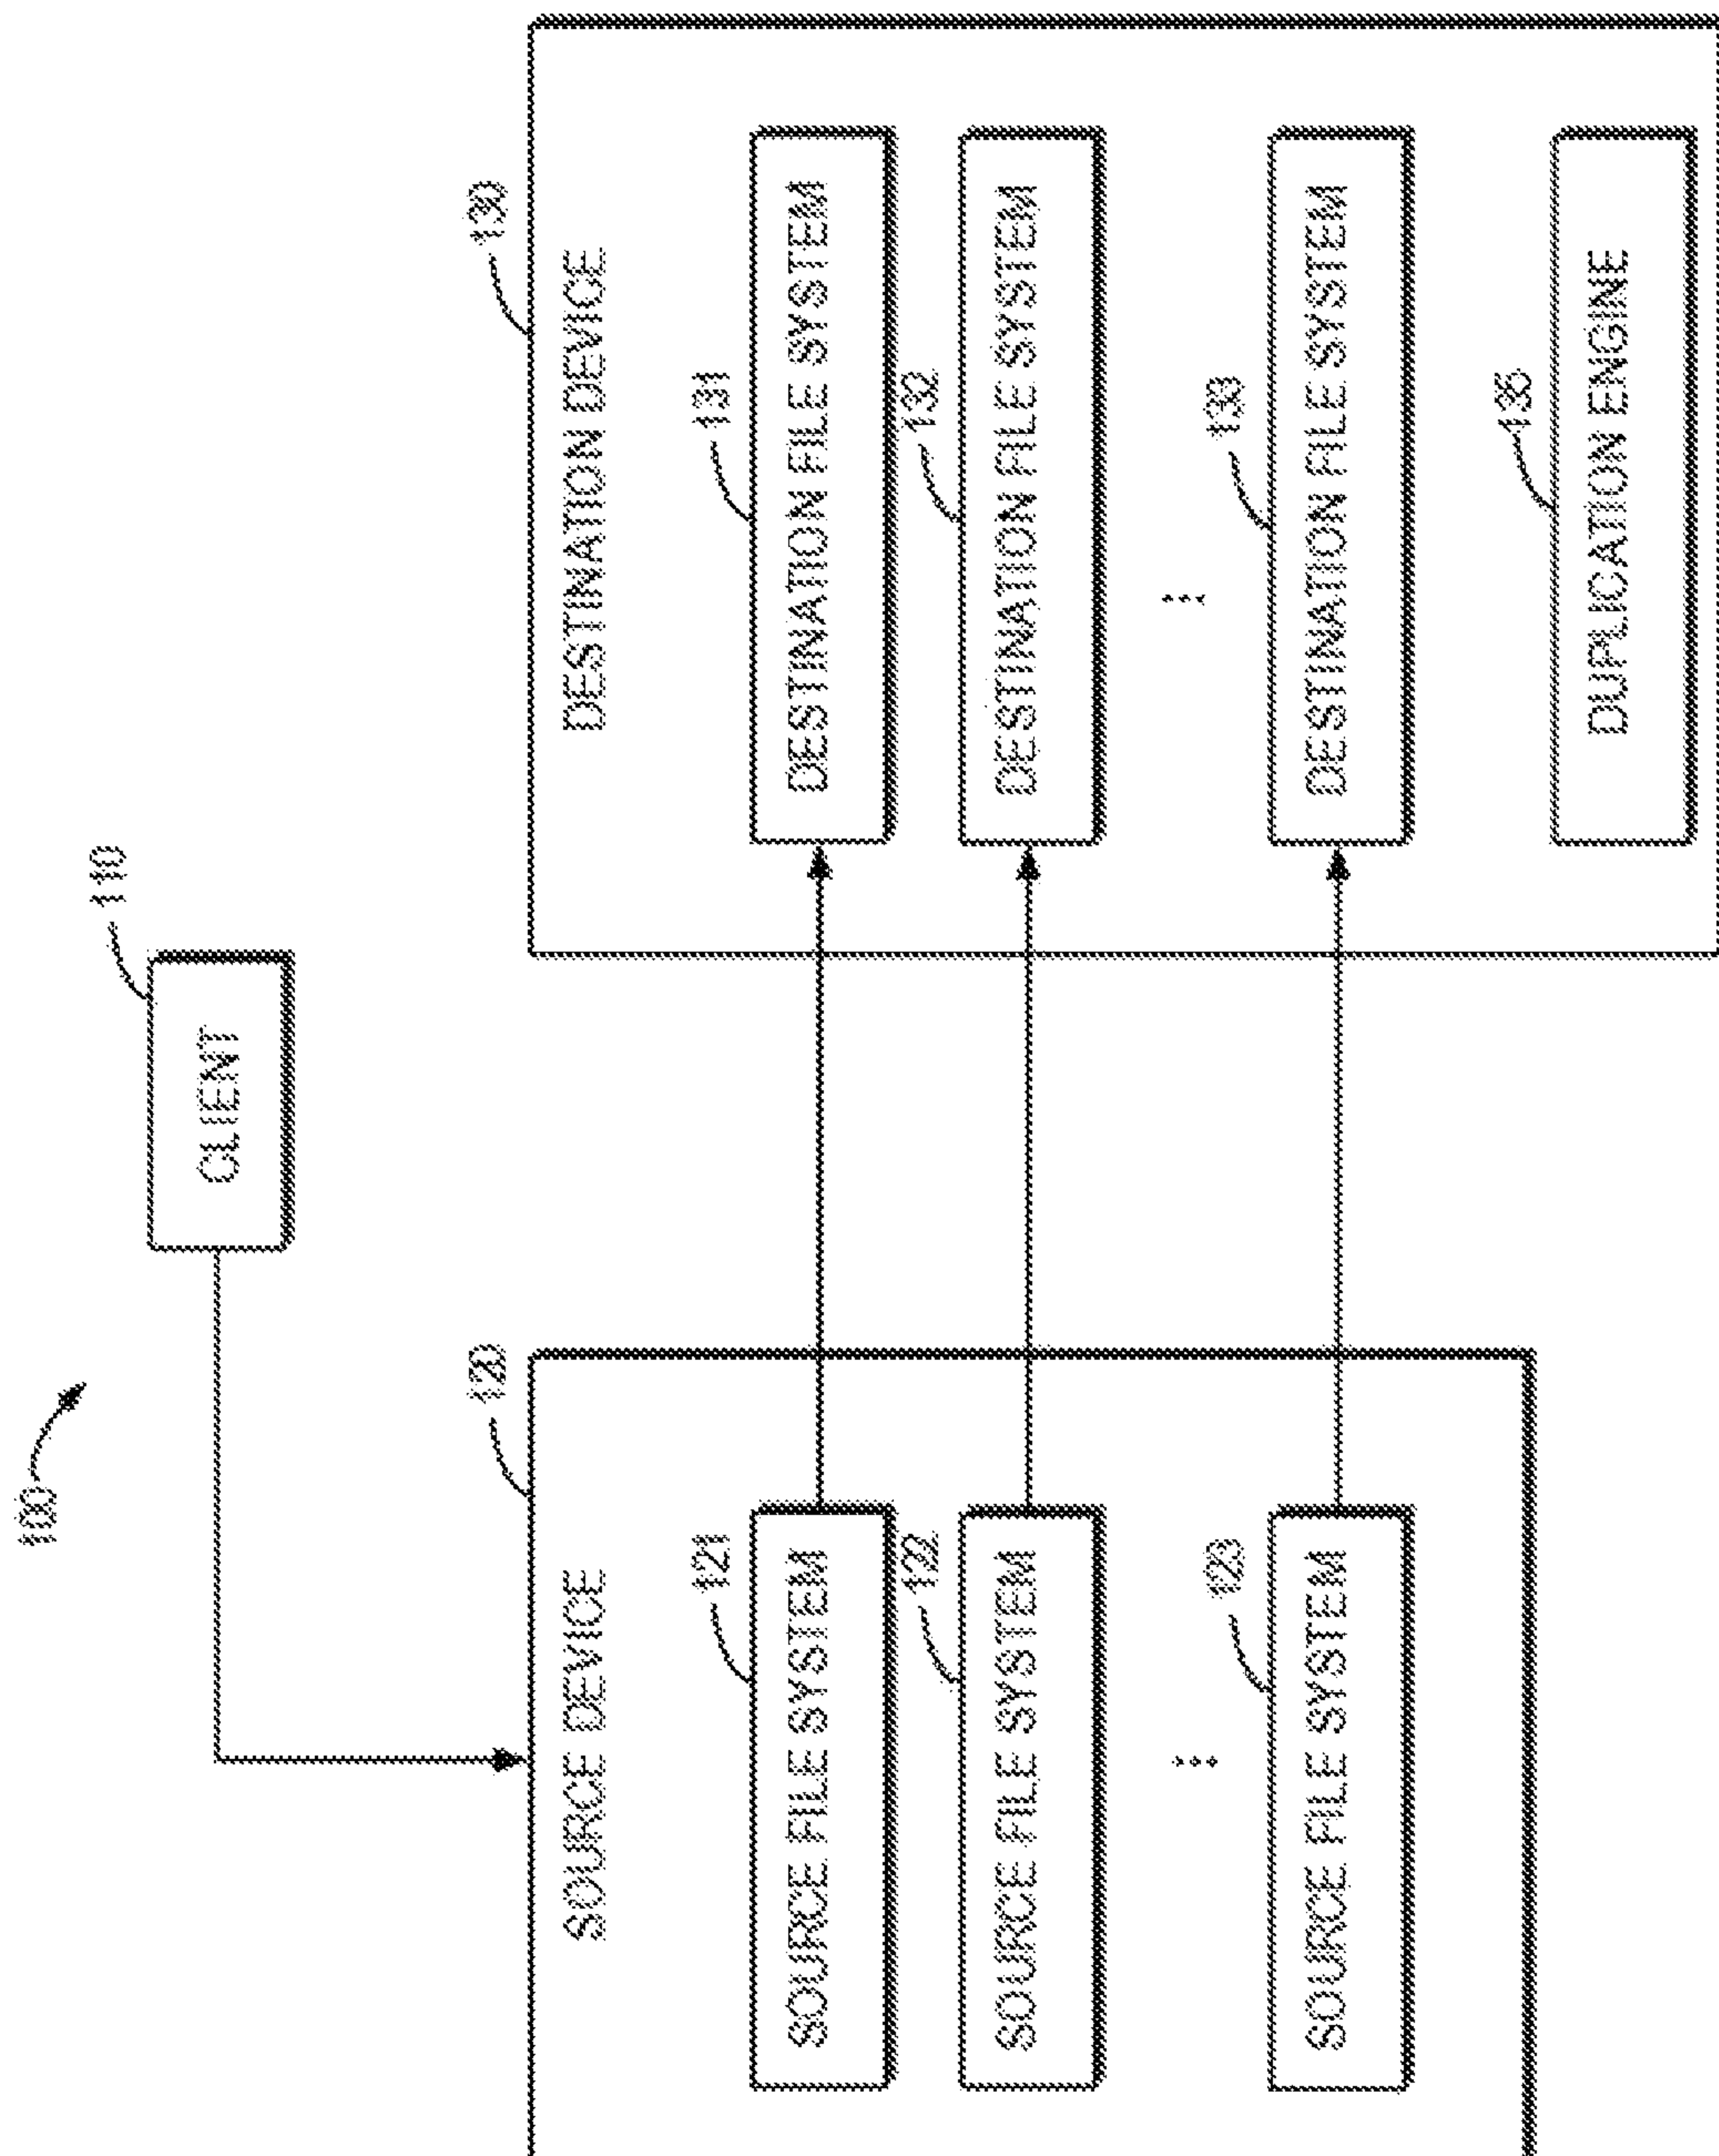 100
CLIENT
110
SOURCE DEVICE
120
SOURCE FILE SYSTEM
121
SOURCE FILE SYSTEM
122
⋮
SOURCE FILE SYSTEM
123
DESTINATION DEVICE
130
DESTINATION FILE SYSTEM
131
DESTINATION FILE SYSTEM
132
⋮
DESTINATION FILE SYSTEM
133
DUPLICATION ENGINE
135